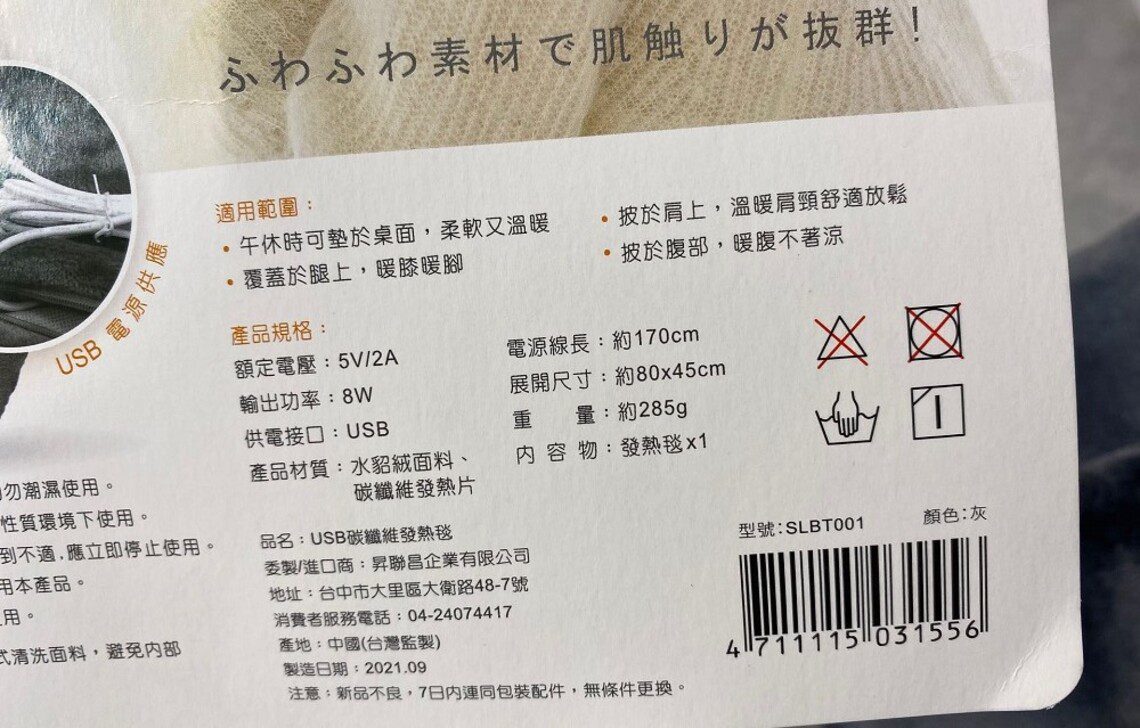 ふわふわ素材で肌触りが抜群!
USB 電源供應
適用範圍：
・午休時可墊於桌面，柔軟又溫暖
・覆蓋於腿上，暖膝暖腳
・披於肩上，溫暖肩頸舒適放鬆
・披於腹部，暖腹不著涼
產品規格：
額定電壓：5V/2A
輸出功率：8W
供電接口：USB
產品材質：水貂絨面料、
碳纖維發熱片
電源線長：約170cm
展開尺寸：約80x45cm
重 量：約285g
內 容 物：發熱毯x1
勿潮濕使用。
性質環境下使用。
到不適,應立即停止使用。
用本產品。
用。
式清洗面料，避免內部
品名：USB碳纖維發熱毯
委製/進口商：昇聯昌企業有限公司
地址：台中市大里區大衛路48-7號
消費者服務電話：04-24074417
產地：中國(台灣監製)
製造日期：2021.09
注意：新品不良，7日內連同包裝配件，無條件更換。
型號:SLBT001 顏色:灰
4 711115 031556